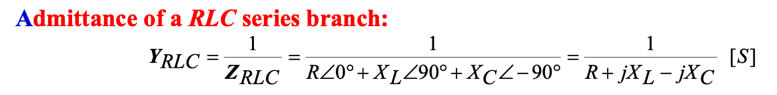 Admittance of a RLC series branch:
Y_RLC = 1/Z_RLC = 1/(R∠0° + X_L∠90° + X_C∠−90°) = 1/(R + jX_L − jX_C) [S]